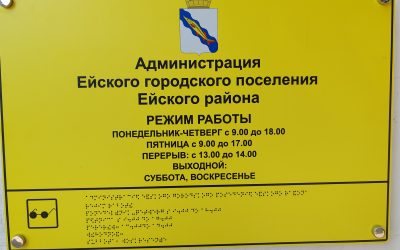 Администрация
Ейского городского поселения
Ейского района
РЕЖИМ РАБОТЫ
ПОНЕДЕЛЬНИК-ЧЕТВЕРГ с 9.00 до 18.00
ПЯТНИЦА с 9.00 до 17.00
ПЕРЕРЫВ: с 13.00 до 14.00
ВЫХОДНОЙ:
СУББОТА, ВОСКРЕСЕНЬЕ